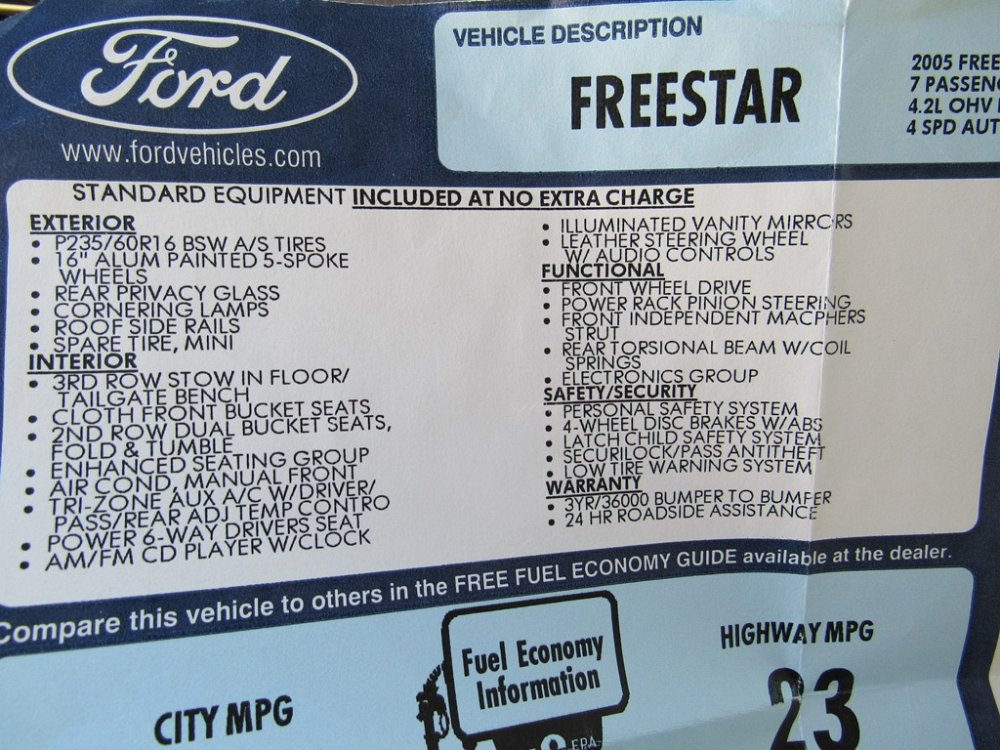 Ford
www.fordvehicles.com
VEHICLE DESCRIPTION
FREESTAR
2005
7
4.2L OHV
4 SPD
STANDARD EQUIPMENT INCLUDED AT NO EXTRA CHARGE
EXTERIOR
• P235/60R16 BSW A/S TIRES
• 16" ALUM PAINTED 5-SPOKE
WHEELS
• REAR PRIVACY GLASS
• CORNERING LAMPS
• ROOF SIDE RAILS
• SPARE TIRE, MINI
INTERIOR
• 3RD ROW STOW IN FLOOR/
TAILGATE BENCH
• CLOTH FRONT BUCKET SEATS
• 2ND ROW DUAL BUCKET SEATS,
FOLD & TUMBLE
• ENHANCED SEATING GROUP
• AIR COND, MANUAL FRONT
• TRI-ZONE AUX A/C W/DRIVER/
PASS/REAR ADJ TEMP CONTRO
• POWER 6-WAY DRIVERS SEAT
• AM/FM CD PLAYER W/CLOCK
• ILLUMINATED VANITY MIRRORS
• LEATHER STEERING WHEEL
W/ AUDIO CONTROLS
FUNCTIONAL
• FRONT WHEEL DRIVE
• POWER RACK PINION STEERING
• FRONT INDEPENDENT MACPHERS
STRUT
• REAR TORSIONAL BEAM W/COIL
SPRINGS
• ELECTRONICS GROUP
SAFETY/SECURITY
• PERSONAL SAFETY SYSTEM
• 4-WHEEL DISC BRAKES W/ABS
• LATCH CHILD SAFETY SYSTEM
• SECURILOCK/PASS ANTITHEFT
• LOW TIRE WARNING SYSTEM
WARRANTY
• 3YR/36000 BUMPER TO BUMPER
• 24 HR ROADSIDE ASSISTANCE
Compare this vehicle to others in the FREE FUEL ECONOMY GUIDE available at the dealer.
CITY MPG
Fuel Economy
Information
EPA
HIGHWAY MPG
23